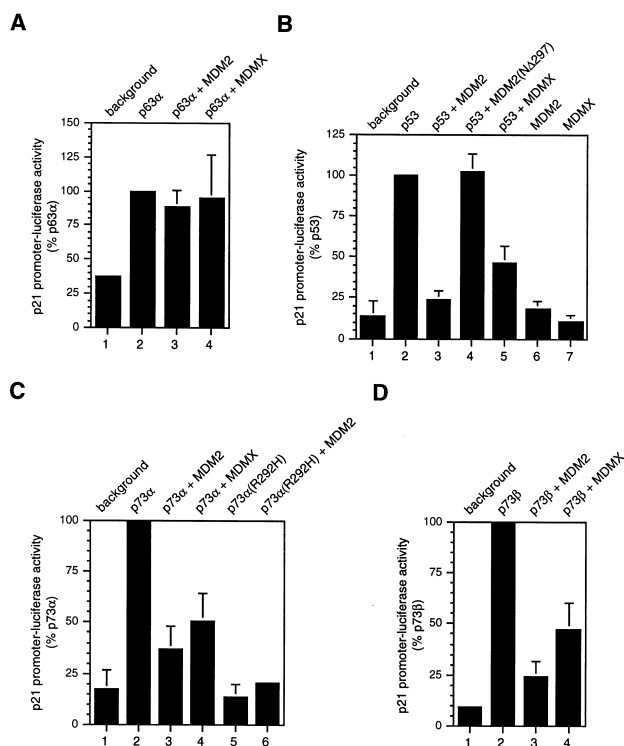 A
background
p63α
p63α + MDM2
p63α + MDMX
p21 promoter-luciferase activity
(% p63α)
150
125
100
75
50
25
0
1 2 3 4
B
background
p53
p53 + MDM2
p53 + MDM2(NΔ297)
p53 + MDMX
MDM2
MDMX
p21 promoter-luciferase activity
(% p53)
125
100
75
50
25
0
1 2 3 4 5 6 7
C
background
p73α
p73α + MDM2
p73α + MDMX
p73α(R292H)
p73α(R292H) + MDM2
p21 promoter-luciferase activity
(% p73α)
100
75
50
25
0
1 2 3 4 5 6
D
background
p73β
p73β + MDM2
p73β + MDMX
p21 promoter-luciferase activity
(% p73β)
100
75
50
25
0
1 2 3 4